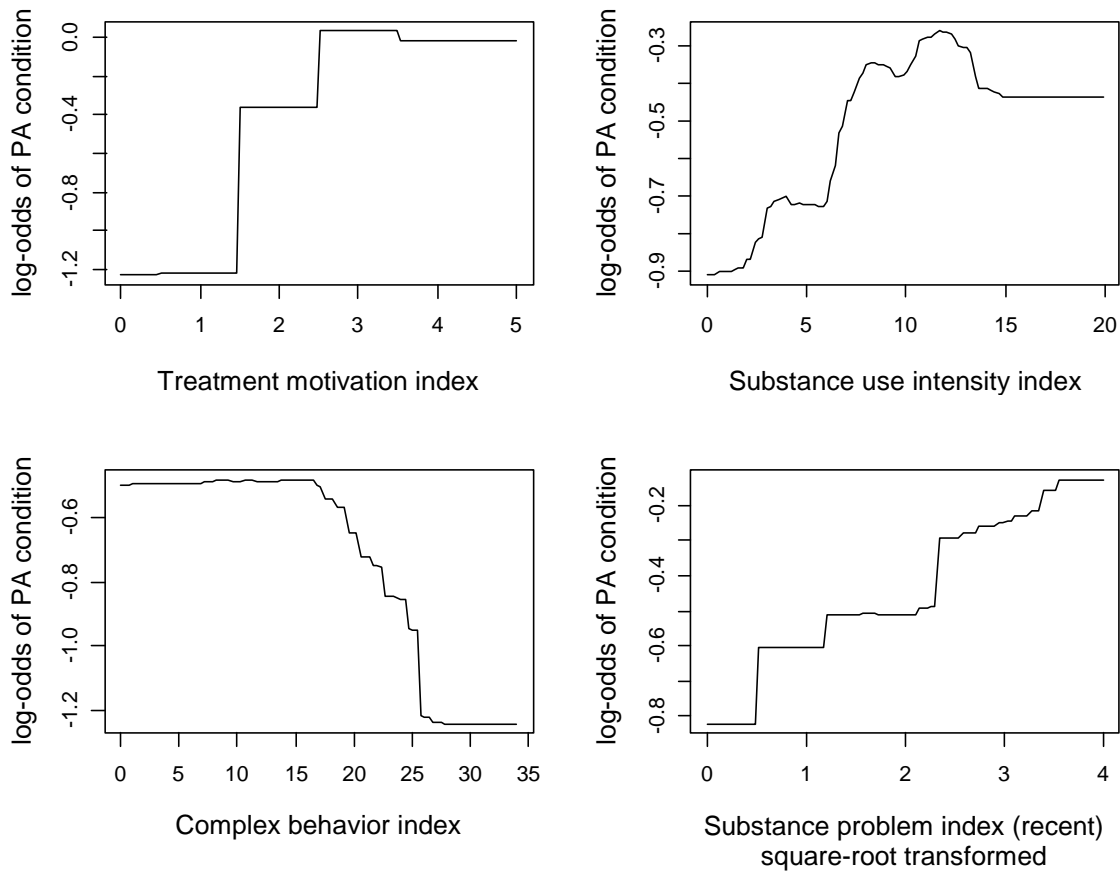 log-odds of PA condition
0.0
-0.4
-0.8
-1.2
0 1 2 3 4 5
Treatment motivation index
log-odds of PA condition
-0.3
-0.5
-0.7
-0.9
0 5 10 15 20
Substance use intensity index
log-odds of PA condition
-0.6
-0.8
-1.0
-1.2
0 5 10 15 20 25 30 35
Complex behavior index
log-odds of PA condition
-0.2
-0.4
-0.6
-0.8
0 1 2 3 4
Substance problem index (recent)
square-root transformed